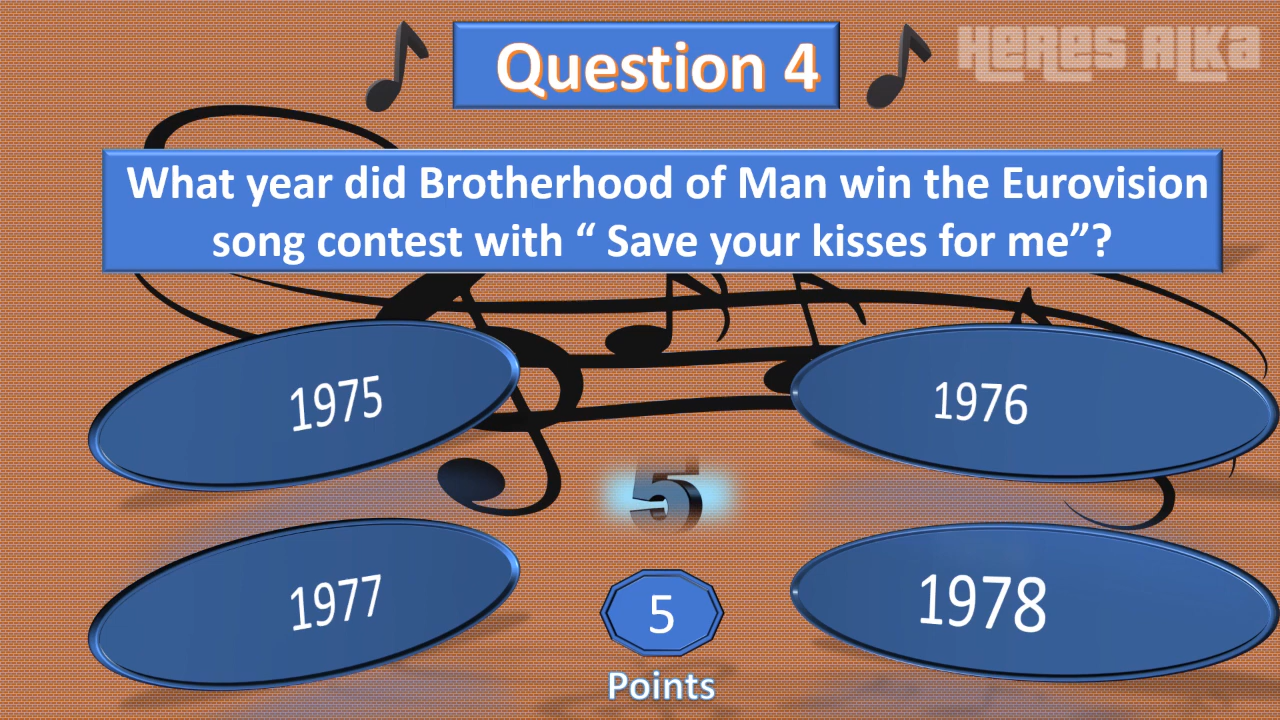 Question 4
HERES ALKA
What year did Brotherhood of Man win the Eurovision
song contest with “ Save your kisses for me”?
1975
1976
5
1977
1978
5
Points